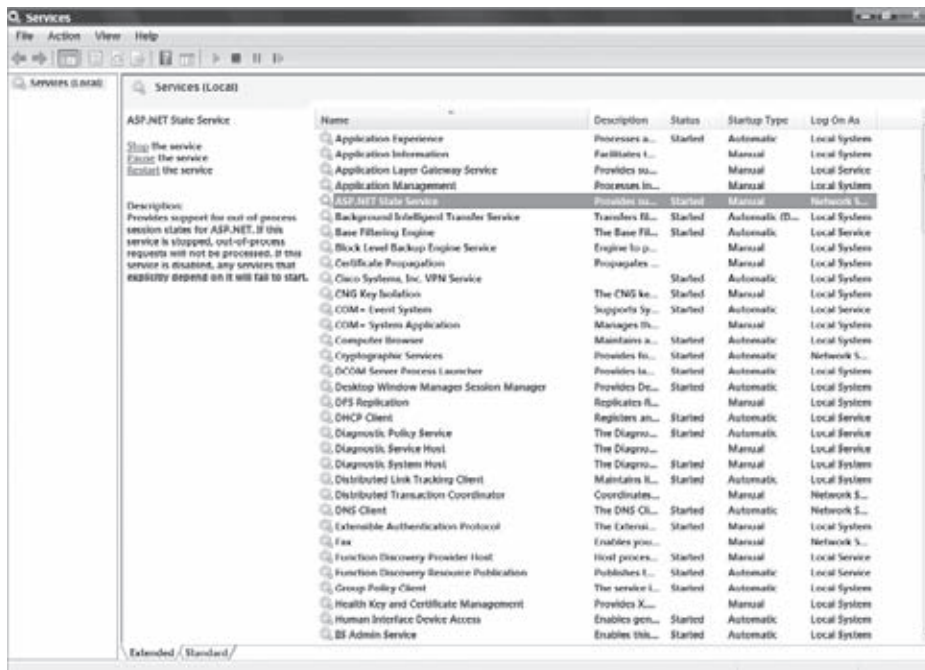 Services
File Action View Help
Services (Local)
Services (Local)
ASP.NET State Service
Stop the service
Pause the service
Restart the service
Description:
Provides support for out-of-process
session states for ASP.NET. If this
service is stopped, out-of-process
requests will not be processed. If this
service is disabled, any services that
explicitly depend on it will fail to start.
Name Description Status Startup Type Log On As
Application Experience Processes a... Started Automatic Local System
Application Information Facilitates t... Manual Local System
Application Layer Gateway Service Provides su... Manual Local Service
Application Management Processes in... Manual Local System
ASP.NET State Service Provides su... Started Manual Network S...
Background Intelligent Transfer Service Transfers fil... Started Automatic (D... Local System
Base Filtering Engine The Base Fil... Started Automatic Local Service
Block Level Backup Engine Service Engine to p... Manual Local System
Certificate Propagation Propagates ... Manual Local System
Cisco Systems, Inc. VPN Service Started Automatic Local System
CNG Key Isolation The CNG ke... Started Manual Local System
COM+ Event System Supports Sy... Started Automatic Local Service
COM+ System Application Manages th... Manual Local System
Computer Browser Maintains a... Started Automatic Local System
Cryptographic Services Provides fo... Started Automatic Network S...
DCOM Server Process Launcher Provides la... Started Automatic Local System
Desktop Window Manager Session Manager Provides De... Started Automatic Local System
DFS Replication Replicates fi... Manual Local System
DHCP Client Registers an... Started Automatic Local Service
Diagnostic Policy Service The Diagno... Started Automatic Local Service
Diagnostic Service Host The Diagno... Manual Local Service
Diagnostic System Host The Diagno... Started Manual Local System
Distributed Link Tracking Client Maintains li... Started Automatic Local System
Distributed Transaction Coordinator Coordinates... Manual Network S...
DNS Client The DNS Cli... Started Automatic Network S...
Extensible Authentication Protocol The Extensi... Started Manual Local System
Fax Enables you... Manual Network S...
Function Discovery Provider Host Host proces... Started Manual Local Service
Function Discovery Resource Publication Publishes t... Started Automatic Local Service
Group Policy Client The service i... Started Automatic Local System
Health Key and Certificate Management Provides X.... Manual Local System
Human Interface Device Access Enables gen... Started Manual Local System
IIS Admin Service Enables this... Started Automatic Local System
Extended Standard